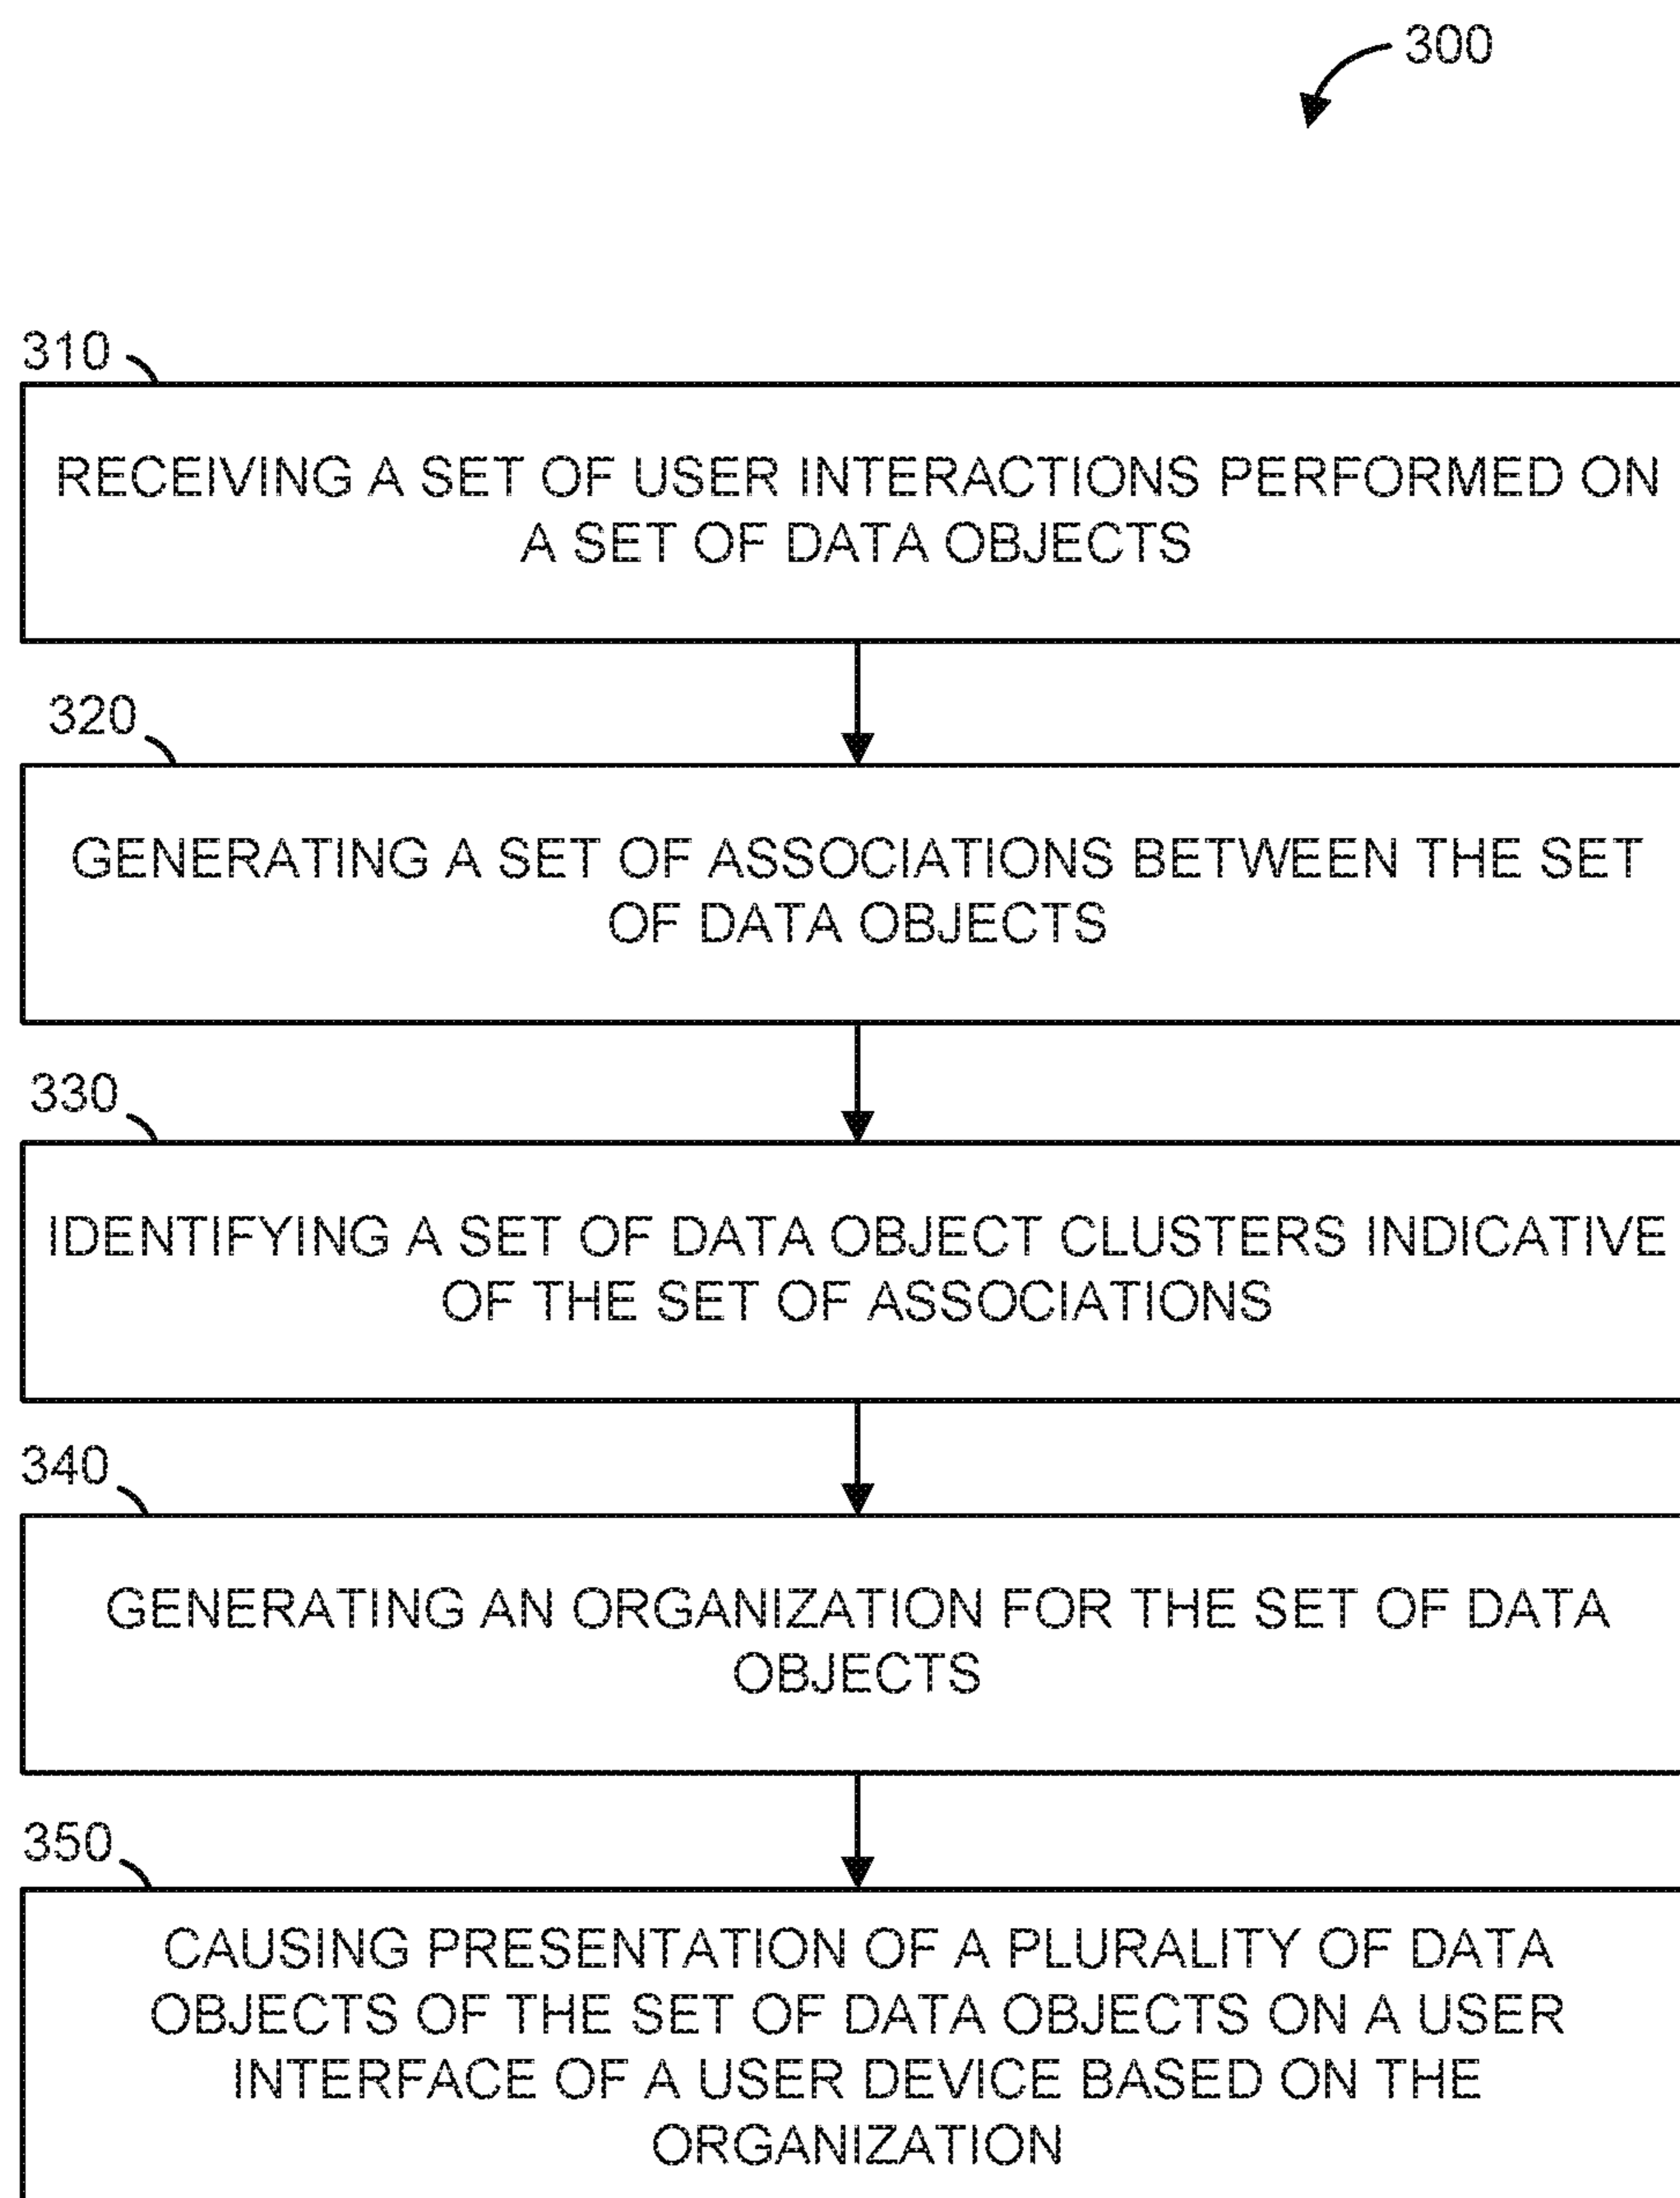 300
310
RECEIVING A SET OF USER INTERACTIONS PERFORMED ON
A SET OF DATA OBJECTS
320
GENERATING A SET OF ASSOCIATIONS BETWEEN THE SET
OF DATA OBJECTS
330
IDENTIFYING A SET OF DATA OBJECT CLUSTERS INDICATIVE
OF THE SET OF ASSOCIATIONS
340
GENERATING AN ORGANIZATION FOR THE SET OF DATA
OBJECTS
350
CAUSING PRESENTATION OF A PLURALITY OF DATA
OBJECTS OF THE SET OF DATA OBJECTS ON A USER
INTERFACE OF A USER DEVICE BASED ON THE
ORGANIZATION